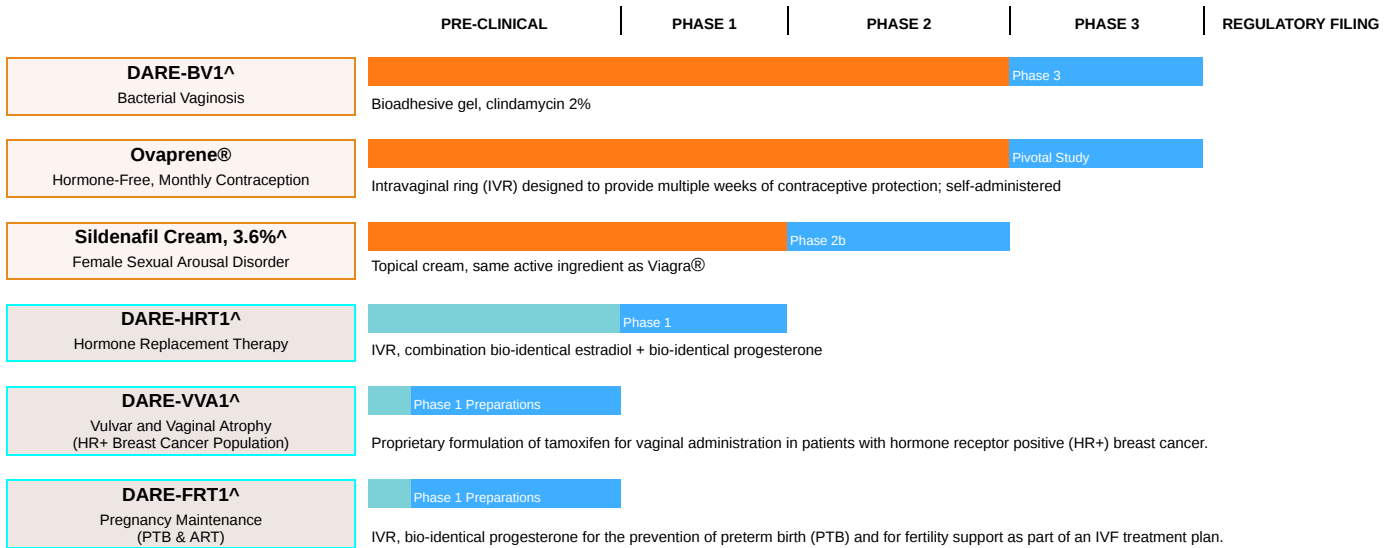 PRE-CLINICAL PHASE 1 PHASE 2 PHASE 3 REGULATORY FILING
DARE-BV1^
Bacterial Vaginosis
Phase 3
Bioadhesive gel, clindamycin 2%
Ovaprene®
Hormone-Free, Monthly Contraception
Pivotal Study
Intravaginal ring (IVR) designed to provide multiple weeks of contraceptive protection; self-administered
Sildenafil Cream, 3.6%^
Female Sexual Arousal Disorder
Phase 2b
Topical cream, same active ingredient as Viagra®
DARE-HRT1^
Hormone Replacement Therapy
Phase 1
IVR, combination bio-identical estradiol + bio-identical progesterone
DARE-VVA1^
Vulvar and Vaginal Atrophy
(HR+ Breast Cancer Population)
Phase 1 Preparations
Proprietary formulation of tamoxifen for vaginal administration in patients with hormone receptor positive (HR+) breast cancer.
DARE-FRT1^
Pregnancy Maintenance
(PTB & ART)
Phase 1 Preparations
IVR, bio-identical progesterone for the prevention of preterm birth (PTB) and for fertility support as part of an IVF treatment plan.